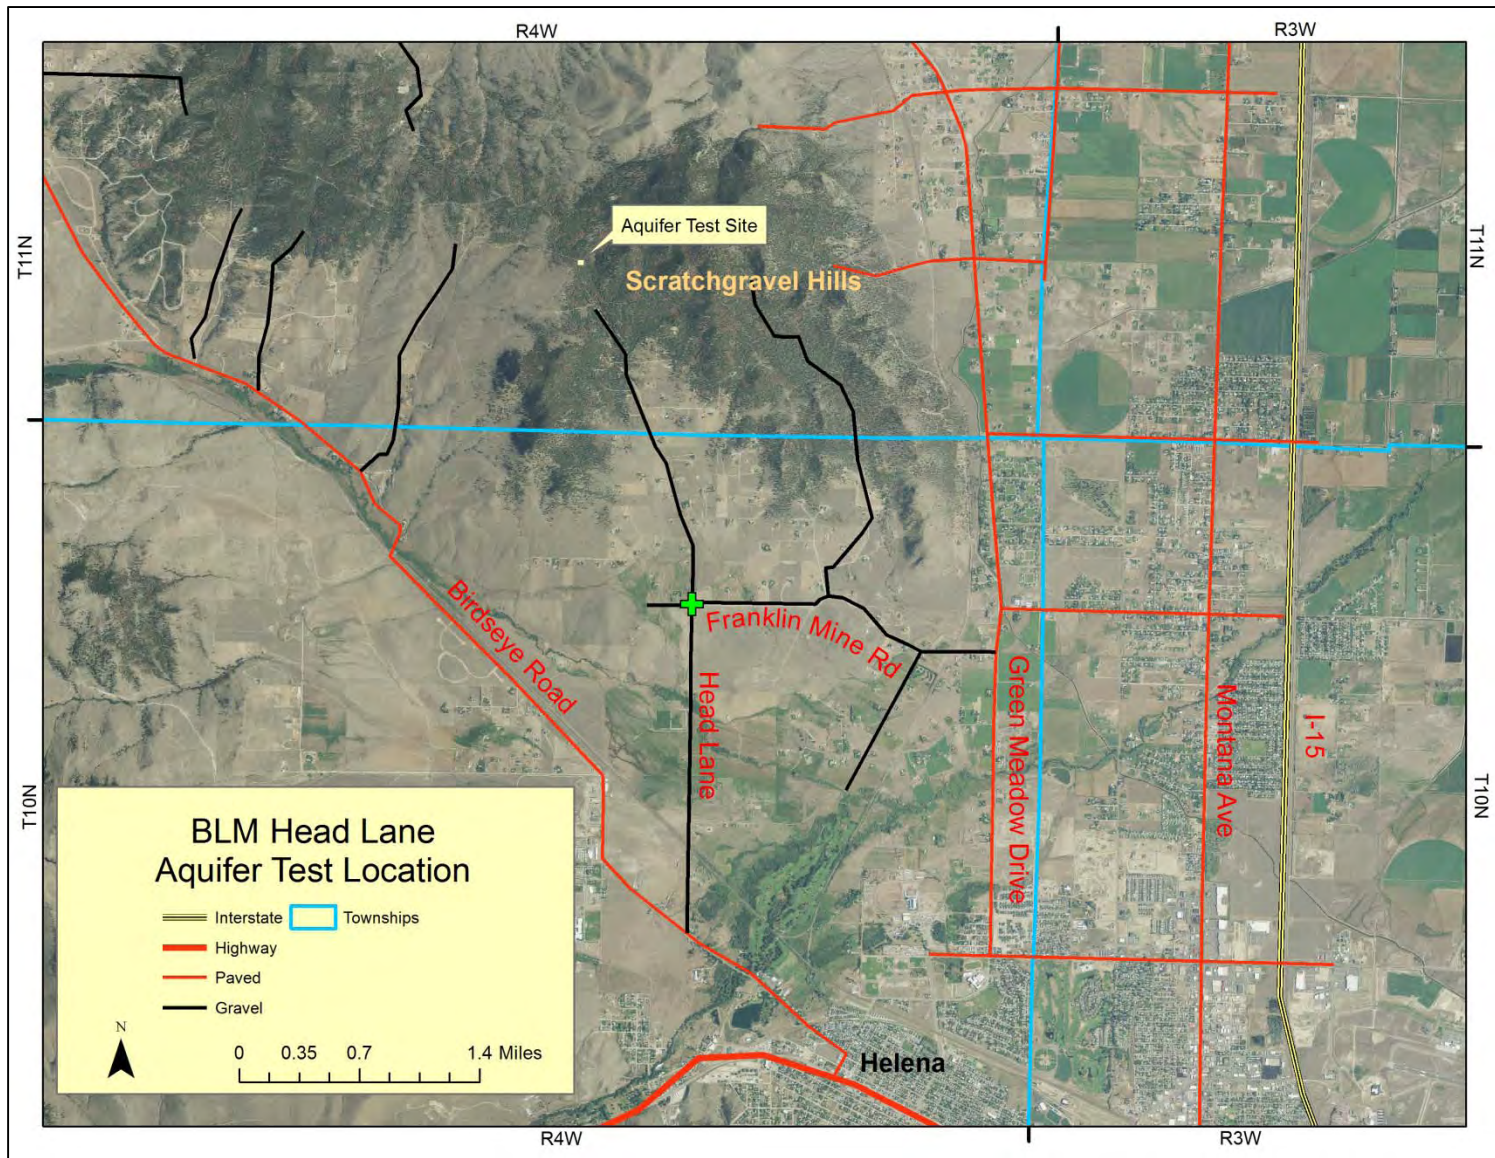 R4W
R3W
T11N
T11N
Aquifer Test Site
Scratchgravel Hills
Birdseye Road
Franklin Mine Rd
Head Lane
Green Meadow Drive
Montana Ave
I-15
T10N
T10N
BLM Head Lane
Aquifer Test Location
Interstate
Townships
Highway
Paved
Gravel
N
0 0.35 0.7 1.4 Miles
Helena
R4W
R3W